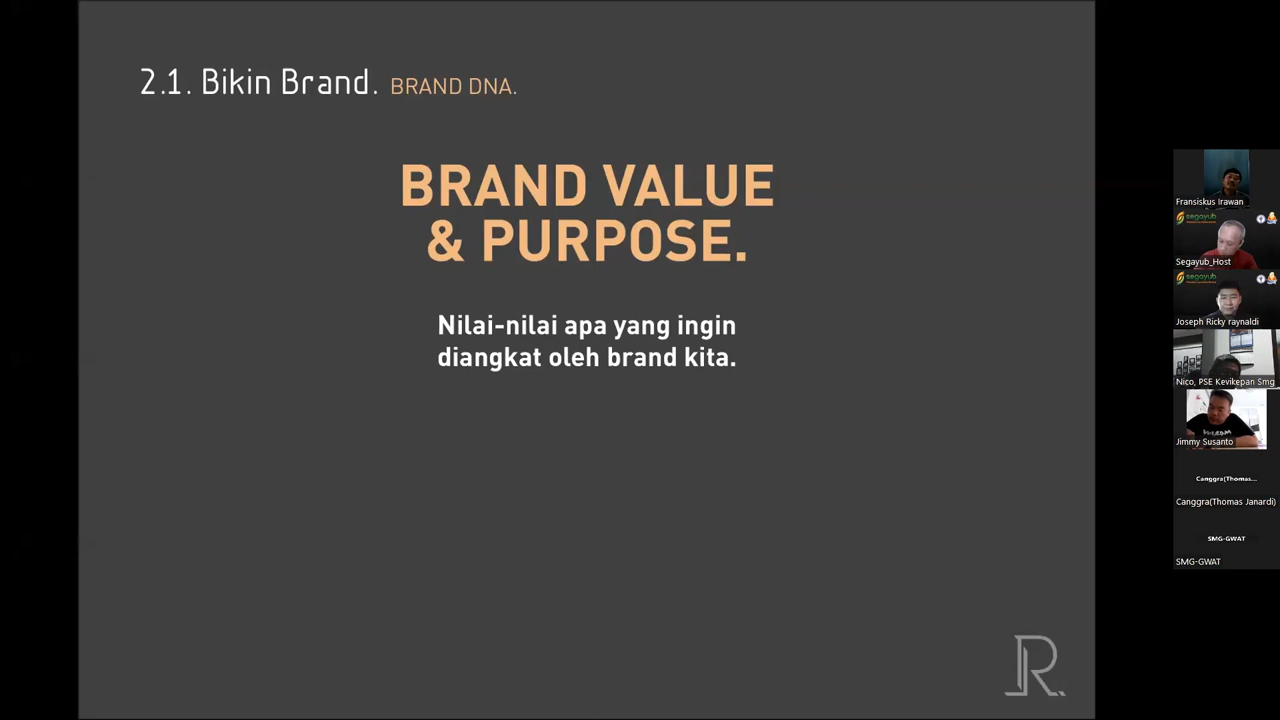 2.1. Bikin Brand. BRAND DNA.
BRAND VALUE
& PURPOSE.
Nilai-nilai apa yang ingin
diangkat oleh brand kita.
R
Fransiskus Irawan
segayub
Segayub_Host
segayub
Joseph Ricky raynaldi
Nico, PSE Kevikepan Smg
Jimmy Susanto
Canggra(Thomas...
Canggra(Thomas Janardi)
SMG-GWAT
SMG-GWAT